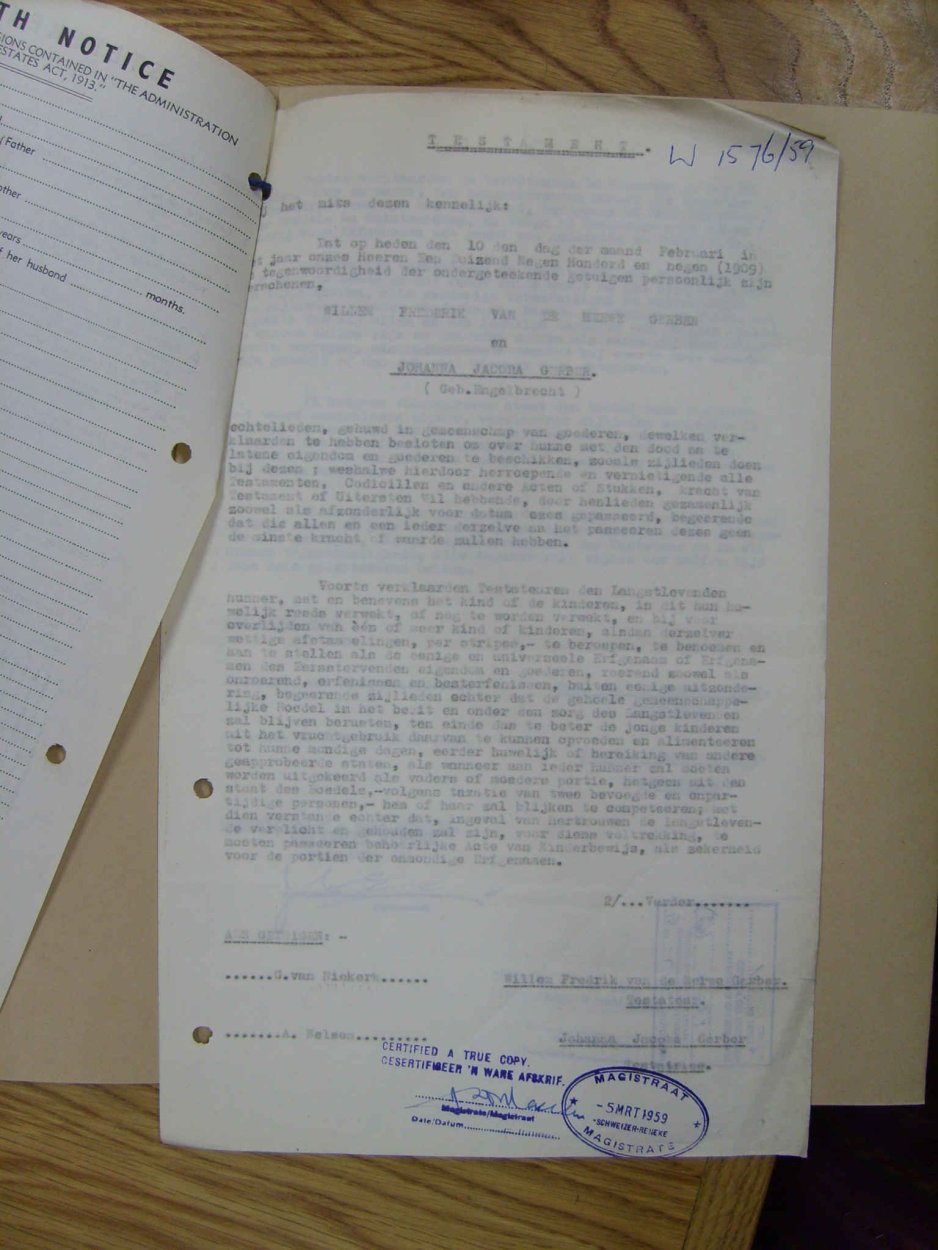 TH NOTICE
SIONS CONTAINED IN "THE ADMINISTRATION
ESTATES ACT, 1913."
/Father
other
years
f her husband
months.
TESTAMENT.
W 1576/59
het mits dezen kennelijk:
Dat op heden den 10 den dag der maand Februari in
jaar onzes Heeren Een Duizend Negen Honderd en negen (1909)
tegenwoordigheid der ondergeteekende getuigen persoonlijk zijn
erschenen,
WILLEM FREDERIK VAN DE MERWE GERBER
en
JOHANNA JACOBA GERBER.
( Geb.Engelbrecht )
echtelieden, gehuwd in gemeenschap van goederen, dewelken ver-
klaarden te hebben besloten om over hunne met den dood na te
latene eigendom en goederen te beschikken, zooals zijlieden doen
bij dezen ; weshalwe hierdoor herroepende en vernietigende alle
Testamenten, Codicillen en andere Acten of Stukken, kracht van
Testament of Uitersten Wil hebbende, door henlieden gezamenlijk
zoowel als afzonderlijk voor datum dezes gepasseerd, begeerende
dat die allen en een ieder derzelve na het passeeren dezes geen
de minste kracht of waarde zullen hebben.
Voorts verklaarden Testateuren den Langstlevenden
hunner, met en benevens het kind of de kinderen, in dit hun hu-
welijk reeds verwekt, of nog te worden verwekt, en bij voor
overlijden van één of meer kind of kinderen, alsdan derzelver
wettige afstammelingen, per stirpes,- te beroepen, te benoemen en
aan te stellen als de eenige en universeele Erfgenaam of Erfgena-
men des Eerststervenden eigendom en goederen, roerend zoowel als
onroerend, erfenissen en besterfenissen, buiten eenige uitzonde-
ring, begeerende zijlieden echter dat de geheele gemeenschappe-
lijke Boedel in het bezit en onder den zorg des Langstlevenen
zal blijven berusten, ten einde dus te beter de jonge kinderen
uit het vruchtgebruik daarvan te kunnen opvoeden en alimenteeren
tot hunne mondige dagen, eerder huwelijk of bereiking van andere
geapprobeerde staten, als wanneer aan ieder hunner zal moeten
worden uitgekeerd als vaders of moeders portie, hetgeen uit den
staat des Boedels,-volgens taxatie van twee bevoegde en onpar-
tijdige personen,- hem of haar zal blijken te competeeren; met
dien verstande echter dat, ingeval van hertrouwen de Langstleven-
de verplicht en gehouden zal zijn, voor diens voltrekking, te
moeten passeeren behoorlijke Acte van Kinderbewijs, als zekerheid
voor de portien der onmondige Erfgenamen.
2/...Verder.......
ALS GETUIGEN: -
......G.van Niekerk......
Willem Fredrik van de Merwe Gerber.
Testateur.
.......A. Nelson.........
Johanna Jacoba Gerber
Testatrice.
CERTIFIED A TRUE COPY.
GESERTIFISEER 'N WARE AFSKRIF.
Magistrate/Magistraat
Date/Datum
MAGISTRAAT
-5MRT1959
-SCHWEIZER-RENEKE
MAGISTRATE